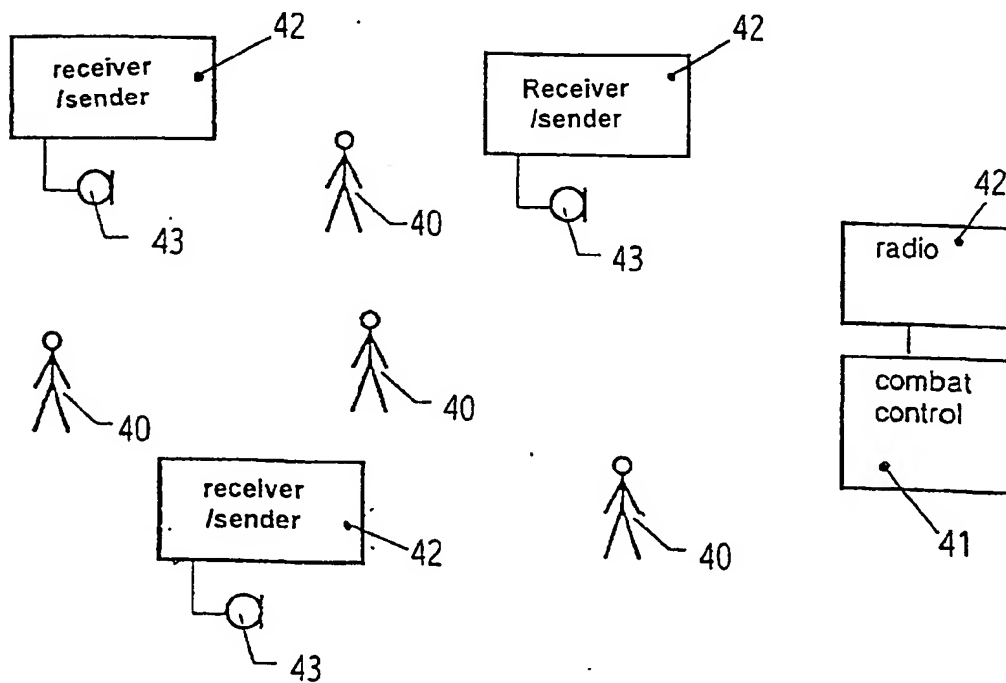 42
receiver
/sender
43
40
42
Receiver
/sender
43
42
radio
combat
control
41
40
40
receiver
/sender
42
43
40